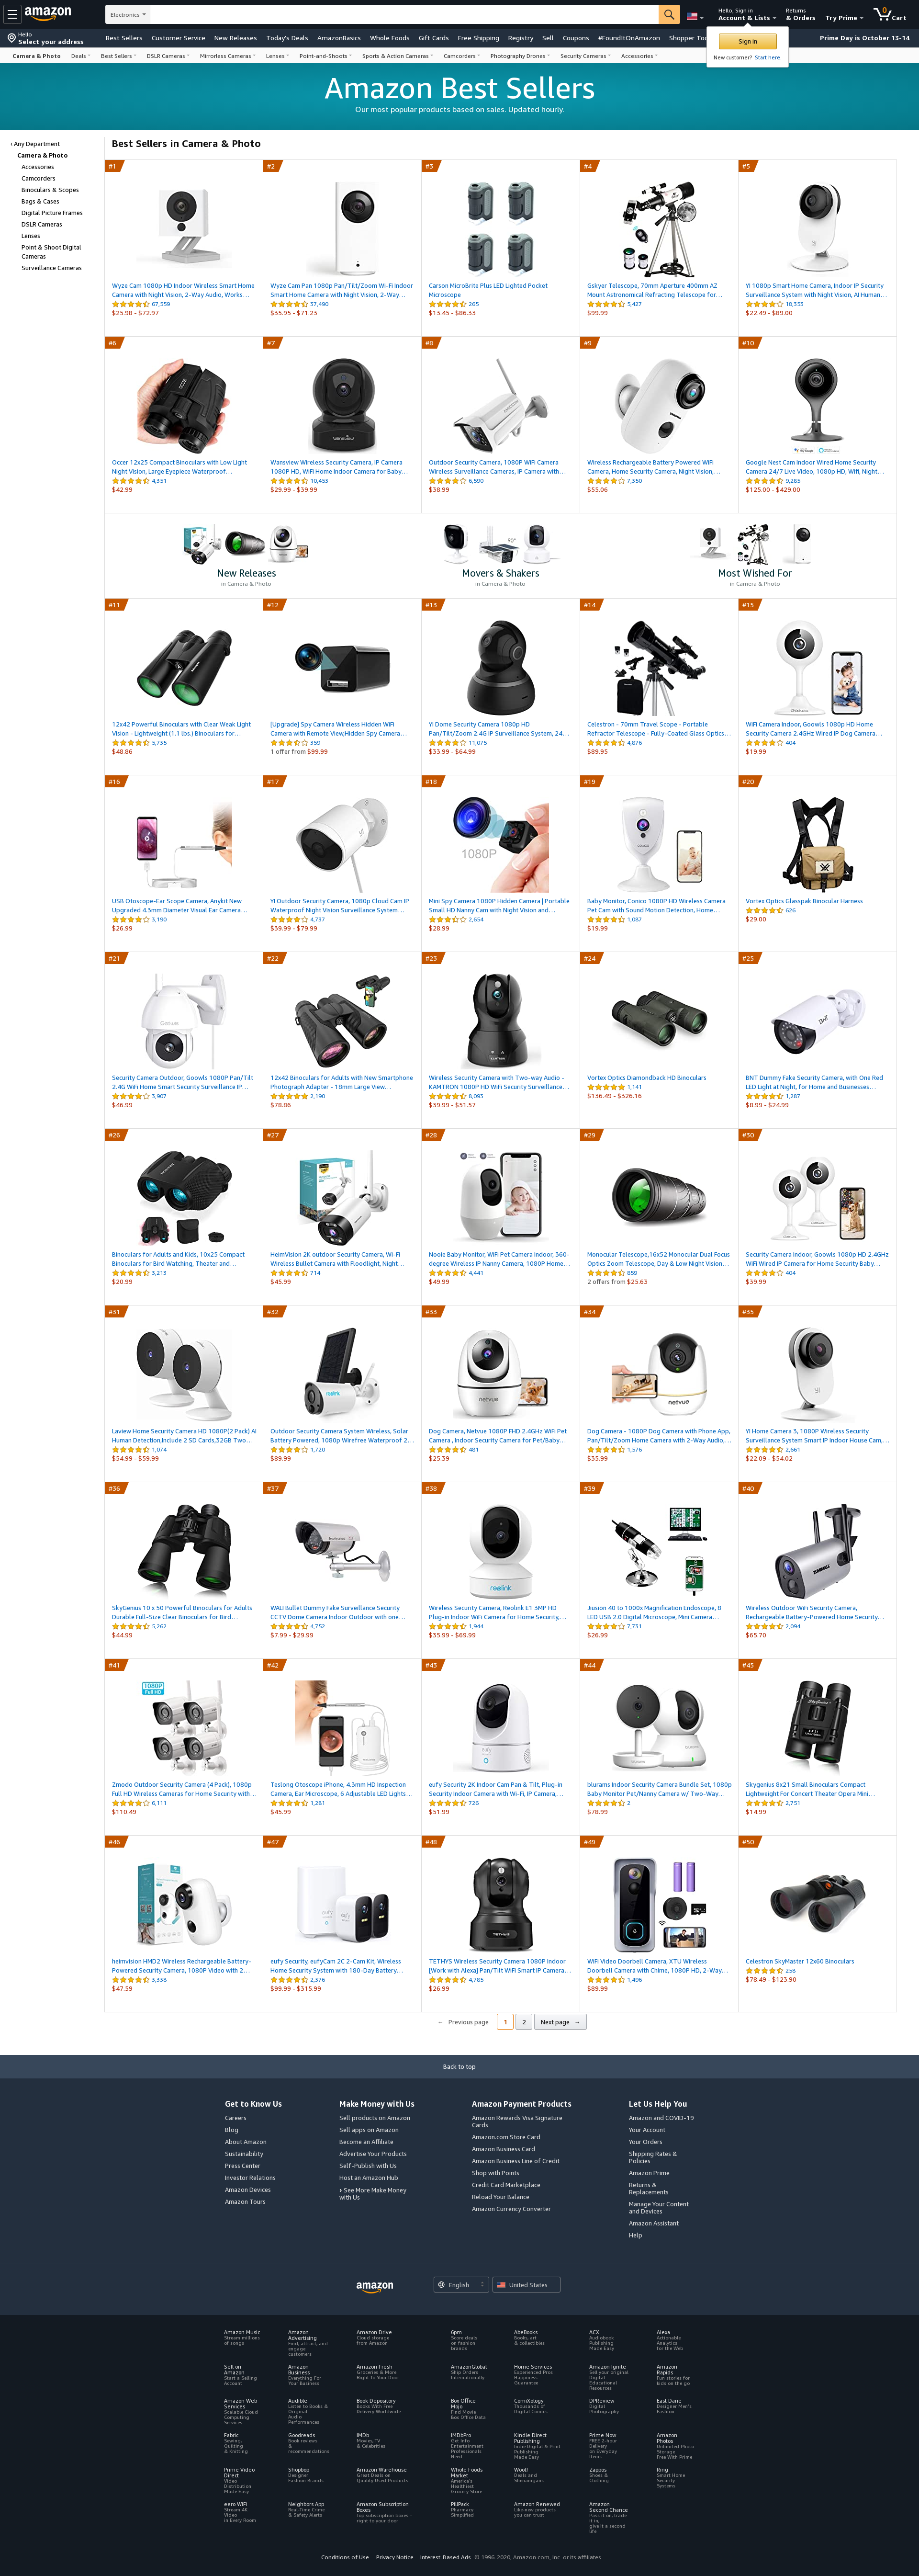 amazon
Electronics
Hello, Sign in
Account & Lists
Returns
& Orders
Try Prime
0
Cart
Hello
Select your address
Best Sellers Customer Service New Releases Today's Deals AmazonBasics Whole Foods Gift Cards Free Shipping Registry Sell Coupons #FoundItOnAmazon Shopper Too
Prime Day is October 13-14
Sign in
New customer? Start here.
Camera & Photo Deals Best Sellers DSLR Cameras Mirrorless Cameras Lenses Point-and-Shoots Sports & Action Cameras Camcorders Photography Drones Security Cameras Accessories
Amazon Best Sellers
Our most popular products based on sales. Updated hourly.
‹ Any Department
Camera & Photo
Accessories
Camcorders
Binoculars & Scopes
Bags & Cases
Digital Picture Frames
DSLR Cameras
Lenses
Point & Shoot Digital
Cameras
Surveillance Cameras
Best Sellers in Camera & Photo
#1
Wyze Cam 1080p HD Indoor Wireless Smart Home
Camera with Night Vision, 2-Way Audio, Works…
67,559
$25.98 - $72.97
#2
Wyze Cam Pan 1080p Pan/Tilt/Zoom Wi-Fi Indoor
Smart Home Camera with Night Vision, 2-Way…
37,490
$35.95 - $71.23
#3
Carson MicroBrite Plus LED Lighted Pocket
Microscope
265
$13.45 - $86.33
#4
Gskyer Telescope, 70mm Aperture 400mm AZ
Mount Astronomical Refracting Telescope for…
5,427
$99.99
#5
YI 1080p Smart Home Camera, Indoor IP Security
Surveillance System with Night Vision, AI Human…
18,353
$22.49 - $89.00
#6
Occer 12x25 Compact Binoculars with Low Light
Night Vision, Large Eyepiece Waterproof…
4,351
$42.99
#7
Wansview Wireless Security Camera, IP Camera
1080P HD, WiFi Home Indoor Camera for Baby…
10,453
$29.99 - $39.99
#8
Outdoor Security Camera, 1080P WiFi Camera
Wireless Surveillance Cameras, IP Camera with…
6,590
$38.99
#9
Wireless Rechargeable Battery Powered WiFi
Camera, Home Security Camera, Night Vision,…
7,350
$55.06
#10
Google Nest Cam Indoor Wired Home Security
Camera 24/7 Live Video, 1080p HD, Wifi, Night…
9,285
$125.00 - $429.00
New Releases
in Camera & Photo
Movers & Shakers
in Camera & Photo
Most Wished For
in Camera & Photo
#11
12x42 Powerful Binoculars with Clear Weak Light
Vision - Lightweight (1.1 lbs.) Binoculars for…
5,735
$48.86
#12
[Upgrade] Spy Camera Wireless Hidden WiFi
Camera with Remote View,Hidden Spy Camera…
359
1 offer from $99.99
#13
YI Dome Security Camera 1080p HD
Pan/Tilt/Zoom 2.4G IP Surveillance System, 24…
11,075
$33.99 - $64.99
#14
Celestron - 70mm Travel Scope - Portable
Refractor Telescope - Fully-Coated Glass Optics…
4,876
$89.95
#15
WiFi Camera Indoor, Goowls 1080p HD Home
Security Camera 2.4GHz Wired IP Dog Camera…
404
$19.99
#16
USB Otoscope-Ear Scope Camera, Anykit New
Upgraded 4.5mm Diameter Visual Ear Camera…
3,190
$26.99
#17
YI Outdoor Security Camera, 1080p Cloud Cam IP
Waterproof Night Vision Surveillance System…
4,737
$39.99 - $79.99
#18
1080P
Mini Spy Camera 1080P Hidden Camera | Portable
Small HD Nanny Cam with Night Vision and…
2,654
$28.99
#19
Baby Monitor, Conico 1080P HD Wireless Camera
Pet Cam with Sound Motion Detection, Home…
1,087
$19.99
#20
Vortex Optics Glasspak Binocular Harness
626
$29.00
#21
Security Camera Outdoor, Goowls 1080P Pan/Tilt
2.4G WiFi Home Smart Security Surveillance IP…
3,907
$46.99
#22
12x42 Binoculars for Adults with New Smartphone
Photograph Adapter - 18mm Large View…
2,190
$78.86
#23
Wireless Security Camera with Two-way Audio -
KAMTRON 1080P HD WiFi Security Surveillance…
8,093
$39.99 - $51.57
#24
Vortex Optics Diamondback HD Binoculars
1,141
$136.49 - $326.16
#25
BNT Dummy Fake Security Camera, with One Red
LED Light at Night, for Home and Businesses…
1,287
$8.99 - $24.99
#26
Binoculars for Adults and Kids, 10x25 Compact
Binoculars for Bird Watching, Theater and…
3,213
$20.99
#27
HeimVision 2K outdoor Security Camera, Wi-Fi
Wireless Bullet Camera with Floodlight, Night…
714
$45.99
#28
Nooie Baby Monitor, WiFi Pet Camera Indoor, 360-
degree Wireless IP Nanny Camera, 1080P Home…
4,441
$49.99
#29
Monocular Telescope,16x52 Monocular Dual Focus
Optics Zoom Telescope, Day & Low Night Vision…
859
2 offers from $25.63
#30
Security Camera Indoor, Goowls 1080p HD 2.4GHz
WiFi Wired IP Camera for Home Security Baby…
404
$39.99
#31
Laview Home Security Camera HD 1080P(2 Pack) AI
Human Detection,Include 2 SD Cards,32GB Two…
1,074
$54.99 - $59.99
#32
reolink
Outdoor Security Camera System Wireless, Solar
Battery Powered, 1080p Wirefree Waterproof 2…
1,720
$89.99
#33
netvue
Dog Camera, Netvue 1080P FHD 2.4GHz WiFi Pet
Camera , Indoor Security Camera for Pet/Baby…
481
$25.39
#34
netvue
Dog Camera - 1080P Dog Camera with Phone App,
Pan/Tilt/Zoom Home Camera with 2-Way Audio,…
1,576
$35.99
#35
YI Home Camera 3, 1080P Wireless Security
Surveillance System Smart IP Indoor House Cam,…
2,661
$22.09 - $54.02
#36
SkyGenius 10 x 50 Powerful Binoculars for Adults
Durable Full-Size Clear Binoculars for Bird…
5,262
$44.99
#37
WALI Bullet Dummy Fake Surveillance Security
CCTV Dome Camera Indoor Outdoor with one…
4,752
$7.99 - $29.99
#38
reolink
Wireless Security Camera, Reolink E1 3MP HD
Plug-in Indoor WiFi Camera for Home Security,…
1,944
$35.99 - $69.99
#39
Jiusion 40 to 1000x Magnification Endoscope, 8
LED USB 2.0 Digital Microscope, Mini Camera…
7,731
$26.99
#40
Wireless Outdoor WiFi Security Camera,
Rechargeable Battery-Powered Home Security…
2,094
$65.70
#41
1080P
Full HD
Zmodo Outdoor Security Camera (4 Pack), 1080p
Full HD Wireless Cameras for Home Security with…
6,111
$110.49
#42
Teslong Otoscope iPhone, 4.3mm HD Inspection
Camera, Ear Microscope, 6 Adjustable LED Lights…
1,281
$45.99
#43
eufy Security 2K Indoor Cam Pan & Tilt, Plug-in
Security Indoor Camera with Wi-Fi, IP Camera,…
726
$51.99
#44
blurams Indoor Security Camera Bundle Set, 1080p
Baby Monitor Pet/Nanny Camera w/ Two-Way…
2
$78.99
#45
Skygenius 8x21 Small Binoculars Compact
Lightweight For Concert Theater Opera Mini…
2,751
$14.99
#46
heimvision HMD2 Wireless Rechargeable Battery-
Powered Security Camera, 1080P Video with 2…
3,338
$47.59
#47
eufy Security, eufyCam 2C 2-Cam Kit, Wireless
Home Security System with 180-Day Battery…
2,376
$99.99 - $315.99
#48
TETHYS Wireless Security Camera 1080P Indoor
[Work with Alexa] Pan/Tilt WiFi Smart IP Camera…
4,785
$26.99
#49
WiFi Video Doorbell Camera, XTU Wireless
Doorbell Camera with Chime, 1080P HD, 2-Way…
1,496
$89.99
#50
Celestron SkyMaster 12x60 Binoculars
258
$78.49 - $123.90
← Previous page 1 2 Next page →
Back to top
Get to Know Us
Careers
Blog
About Amazon
Sustainability
Press Center
Investor Relations
Amazon Devices
Amazon Tours
Make Money with Us
Sell products on Amazon
Sell apps on Amazon
Become an Affiliate
Advertise Your Products
Self-Publish with Us
Host an Amazon Hub
› See More Make Money
with Us
Amazon Payment Products
Amazon Rewards Visa Signature
Cards
Amazon.com Store Card
Amazon Business Card
Amazon Business Line of Credit
Shop with Points
Credit Card Marketplace
Reload Your Balance
Amazon Currency Converter
Let Us Help You
Amazon and COVID-19
Your Account
Your Orders
Shipping Rates &
Policies
Amazon Prime
Returns &
Replacements
Manage Your Content
and Devices
Amazon Assistant
Help
amazon
English
United States
Amazon Music
Stream millions
of songs
Amazon
Advertising
Find, attract, and
engage
customers
Amazon Drive
Cloud storage
from Amazon
6pm
Score deals
on fashion
brands
AbeBooks
Books, art
& collectibles
ACX
Audiobook
Publishing
Made Easy
Alexa
Actionable
Analytics
for the Web
Sell on
Amazon
Start a Selling
Account
Amazon
Business
Everything For
Your Business
Amazon Fresh
Groceries & More
Right To Your Door
AmazonGlobal
Ship Orders
Internationally
Home Services
Experienced Pros
Happiness
Guarantee
Amazon Ignite
Sell your original
Digital
Educational
Resources
Amazon
Rapids
Fun stories for
kids on the go
Amazon Web
Services
Scalable Cloud
Computing
Services
Audible
Listen to Books &
Original
Audio
Performances
Book Depository
Books With Free
Delivery Worldwide
Box Office
Mojo
Find Movie
Box Office Data
ComiXology
Thousands of
Digital Comics
DPReview
Digital
Photography
East Dane
Designer Men's
Fashion
Fabric
Sewing,
Quilting
& Knitting
Goodreads
Book reviews
&
recommendations
IMDb
Movies, TV
& Celebrities
IMDbPro
Get Info
Entertainment
Professionals
Need
Kindle Direct
Publishing
Indie Digital & Print
Publishing
Made Easy
Prime Now
FREE 2-hour
Delivery
on Everyday
Items
Amazon
Photos
Unlimited Photo
Storage
Free With Prime
Prime Video
Direct
Video
Distribution
Made Easy
Shopbop
Designer
Fashion Brands
Amazon Warehouse
Great Deals on
Quality Used Products
Whole Foods
Market
America's
Healthiest
Grocery Store
Woot!
Deals and
Shenanigans
Zappos
Shoes &
Clothing
Ring
Smart Home
Security
Systems
eero WiFi
Stream 4K
Video
in Every Room
Neighbors App
Real-Time Crime
& Safety Alerts
Amazon Subscription
Boxes
Top subscription boxes –
right to your door
PillPack
Pharmacy
Simplified
Amazon Renewed
Like-new products
you can trust
Amazon
Second Chance
Pass it on, trade
it in,
give it a second
life
Conditions of Use Privacy Notice Interest-Based Ads © 1996-2020, Amazon.com, Inc. or its affiliates